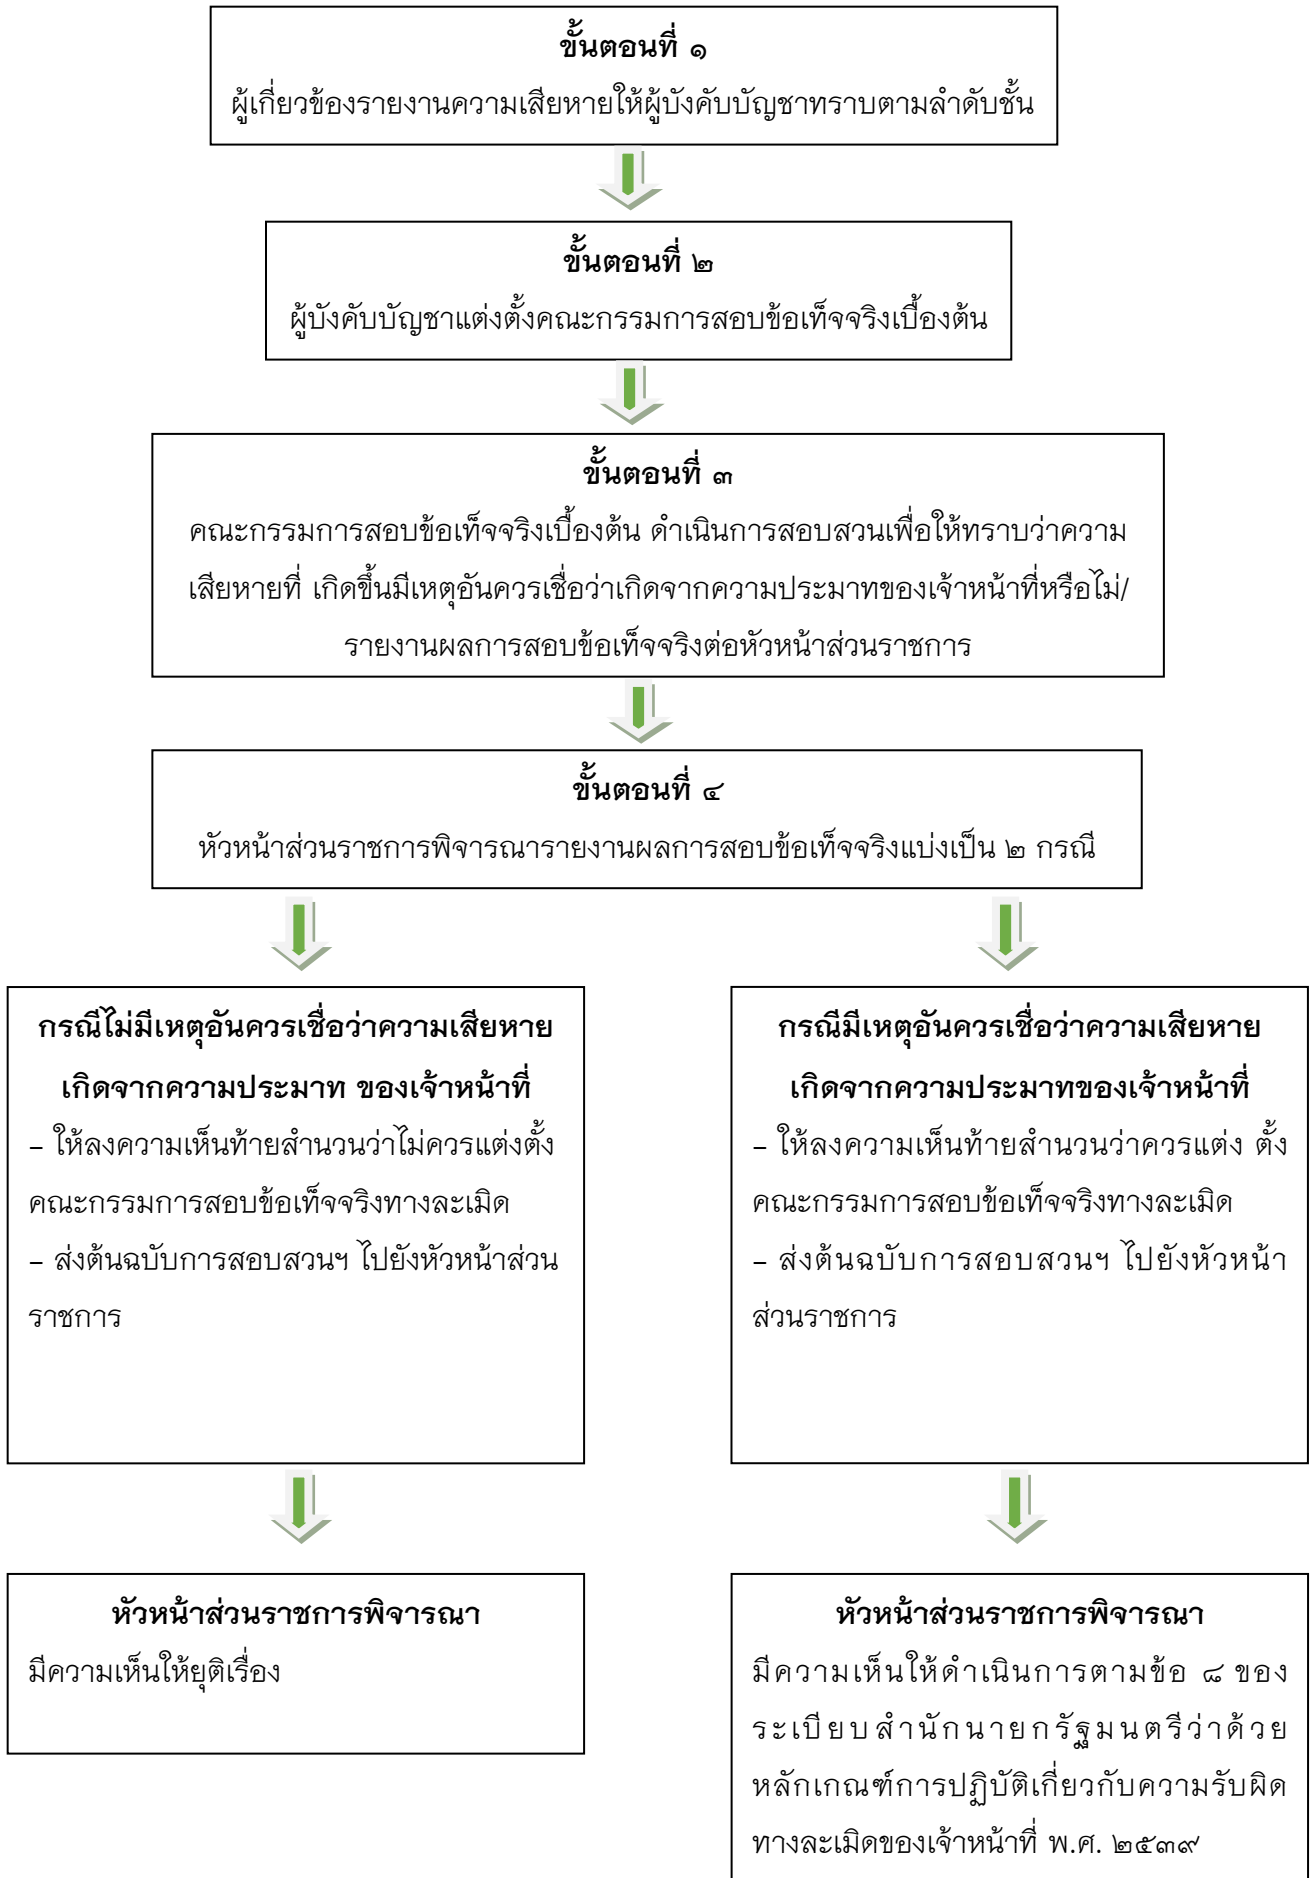 ขั้นตอนที่ ๑
ผู้เกี่ยวข้องรายงานความเสียหายให้ผู้บังคับบัญชาทราบตามลำดับชั้น
ขั้นตอนที่ ๒
ผู้บังคับบัญชาแต่งตั้งคณะกรรมการสอบข้อเท็จจริงเบื้องต้น
ขั้นตอนที่ ๓
คณะกรรมการสอบข้อเท็จจริงเบื้องต้น ดำเนินการสอบสวนเพื่อให้ทราบว่าความ
เสียหายที่ เกิดขึ้นมีเหตุอันควรเชื่อว่าเกิดจากความประมาทของเจ้าหน้าที่หรือไม่/
รายงานผลการสอบข้อเท็จจริงต่อหัวหน้าส่วนราชการ
ขั้นตอนที่ ๔
หัวหน้าส่วนราชการพิจารณารายงานผลการสอบข้อเท็จจริงแบ่งเป็น ๒ กรณี
กรณีไม่มีเหตุอันควรเชื่อว่าความเสียหาย
เกิดจากความประมาท ของเจ้าหน้าที่
– ให้ลงความเห็นท้ายสำนวนว่าไม่ควรแต่งตั้ง
คณะกรรมการสอบข้อเท็จจริงทางละเมิด
– ส่งต้นฉบับการสอบสวนฯ ไปยังหัวหน้าส่วน
ราชการ
กรณีมีเหตุอันควรเชื่อว่าความเสียหาย
เกิดจากความประมาทของเจ้าหน้าที่
– ให้ลงความเห็นท้ายสำนวนว่าควรแต่ง ตั้ง
คณะกรรมการสอบข้อเท็จจริงทางละเมิด
– ส่งต้นฉบับการสอบสวนฯ ไปยังหัวหน้า
ส่วนราชการ
หัวหน้าส่วนราชการพิจารณา
มีความเห็นให้ยุติเรื่อง
หัวหน้าส่วนราชการพิจารณา
มีความเห็นให้ดำเนินการตามข้อ ๘ ของ
ระเบียบสำนักนายกรัฐมนตรีว่าด้วย
หลักเกณฑ์การปฏิบัติเกี่ยวกับความรับผิด
ทางละเมิดของเจ้าหน้าที่ พ.ศ. ๒๕๓๙